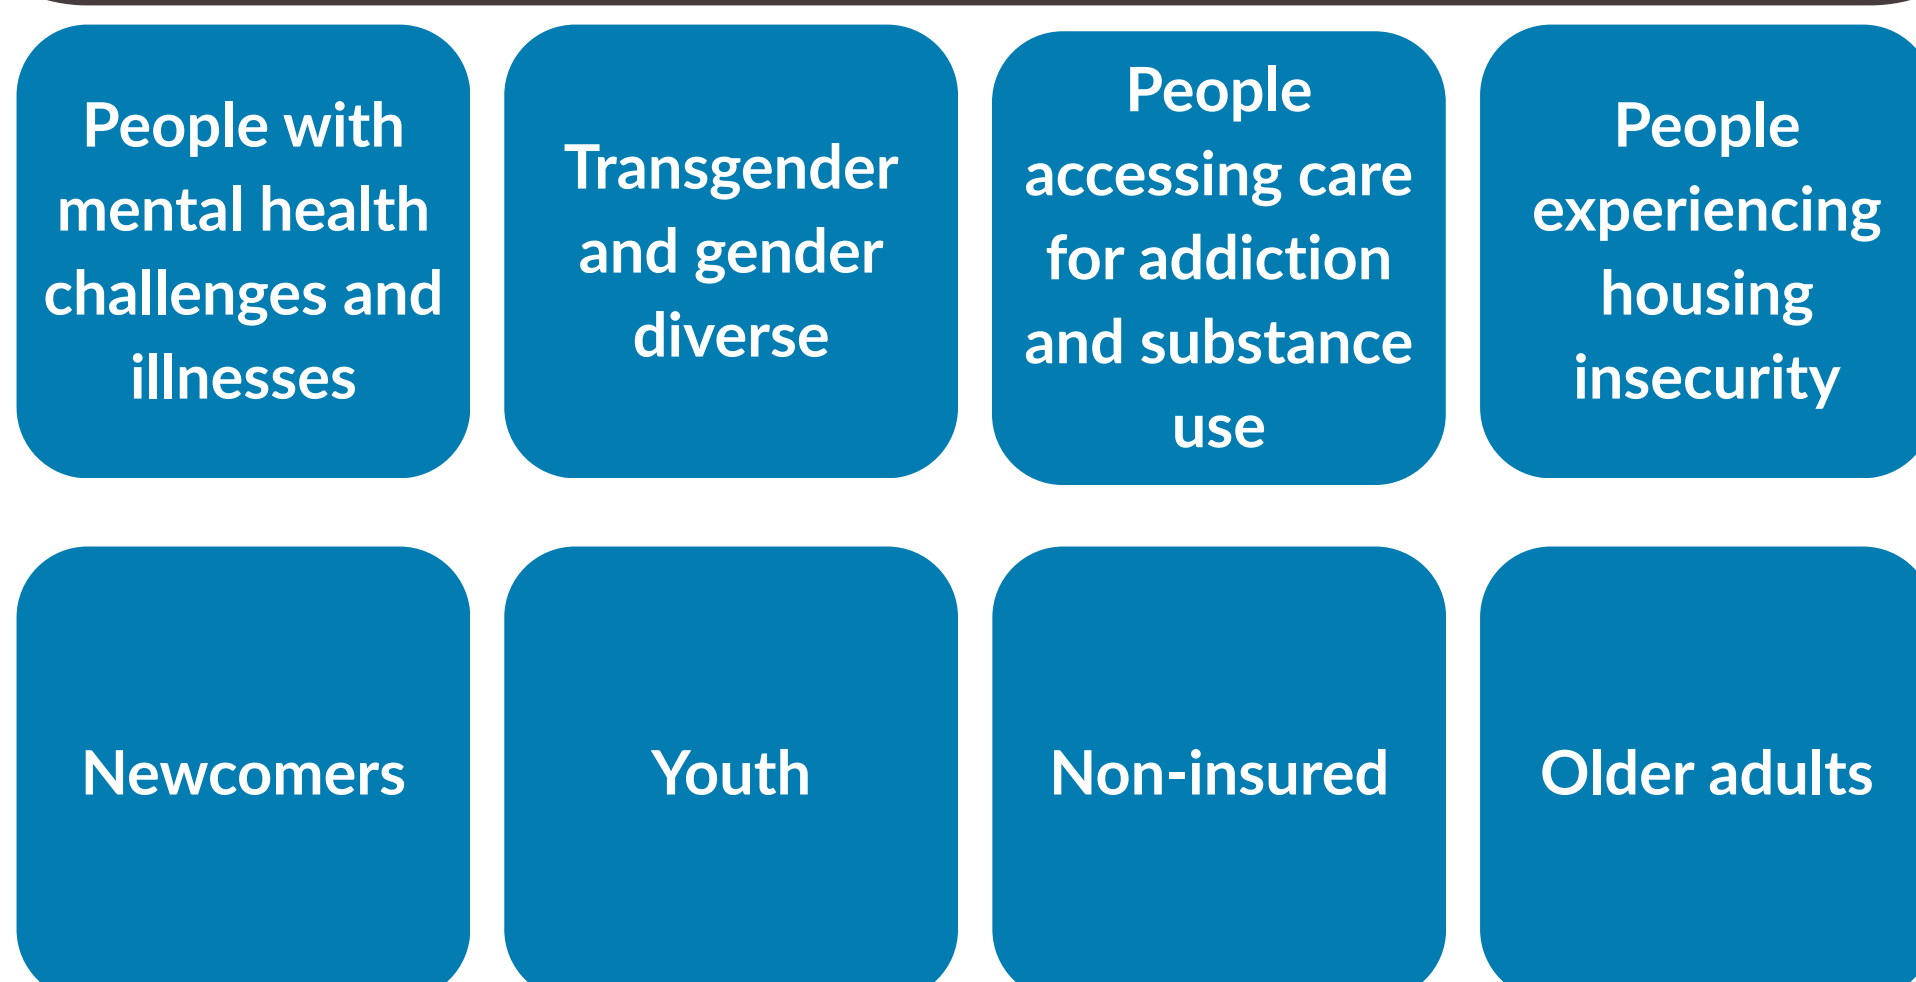 People with
mental health
challenges and
illnesses
Transgender
and gender
diverse
People
accessing care
for addiction
and substance
use
People
experiencing
housing
insecurity
Newcomers
Youth
Non-insured
Older adults